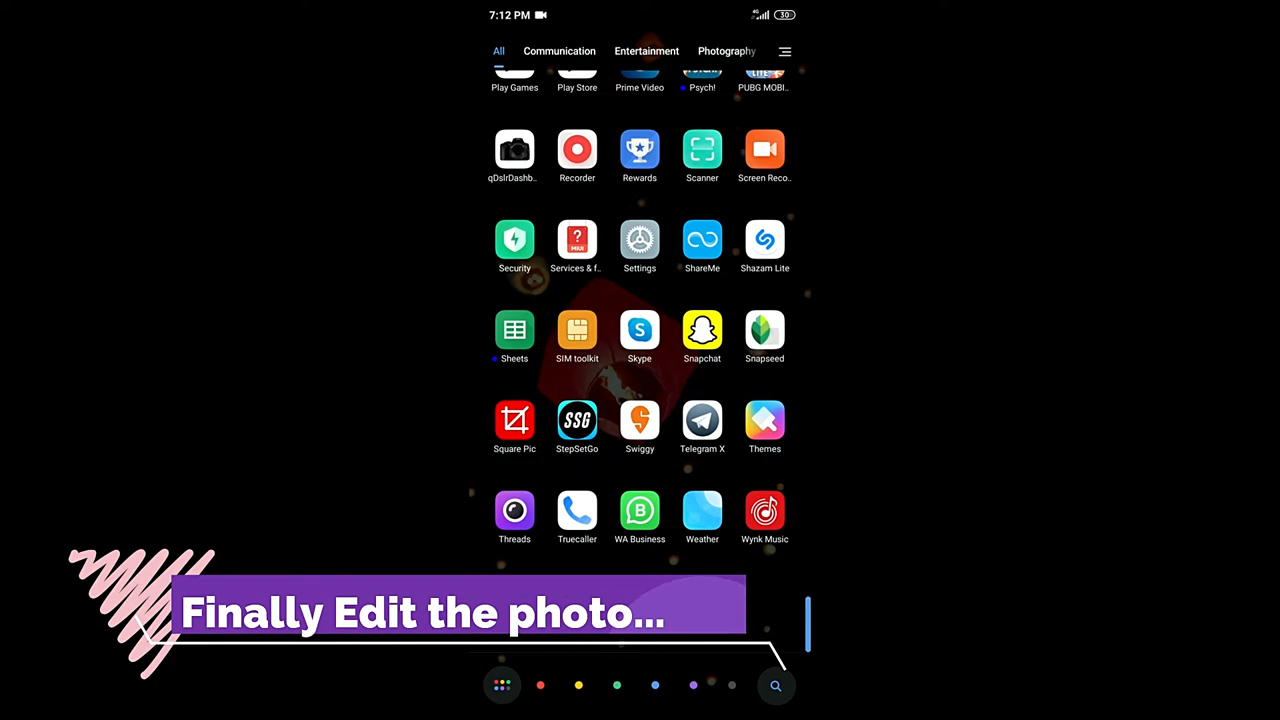 7:12 PM 4G 30
All Communication Entertainment Photography
Play Games Play Store Prime Video Psych! PUBG MOBI..
qDslrDashb.. Recorder Rewards Scanner Screen Reco..
Security Services & f.. Settings ShareMe Shazam Lite
Sheets SIM toolkit Skype Snapchat Snapseed
Square Pic StepSetGo Swiggy Telegram X Themes
Threads Truecaller WA Business Weather Wynk Music
Finally Edit the photo...